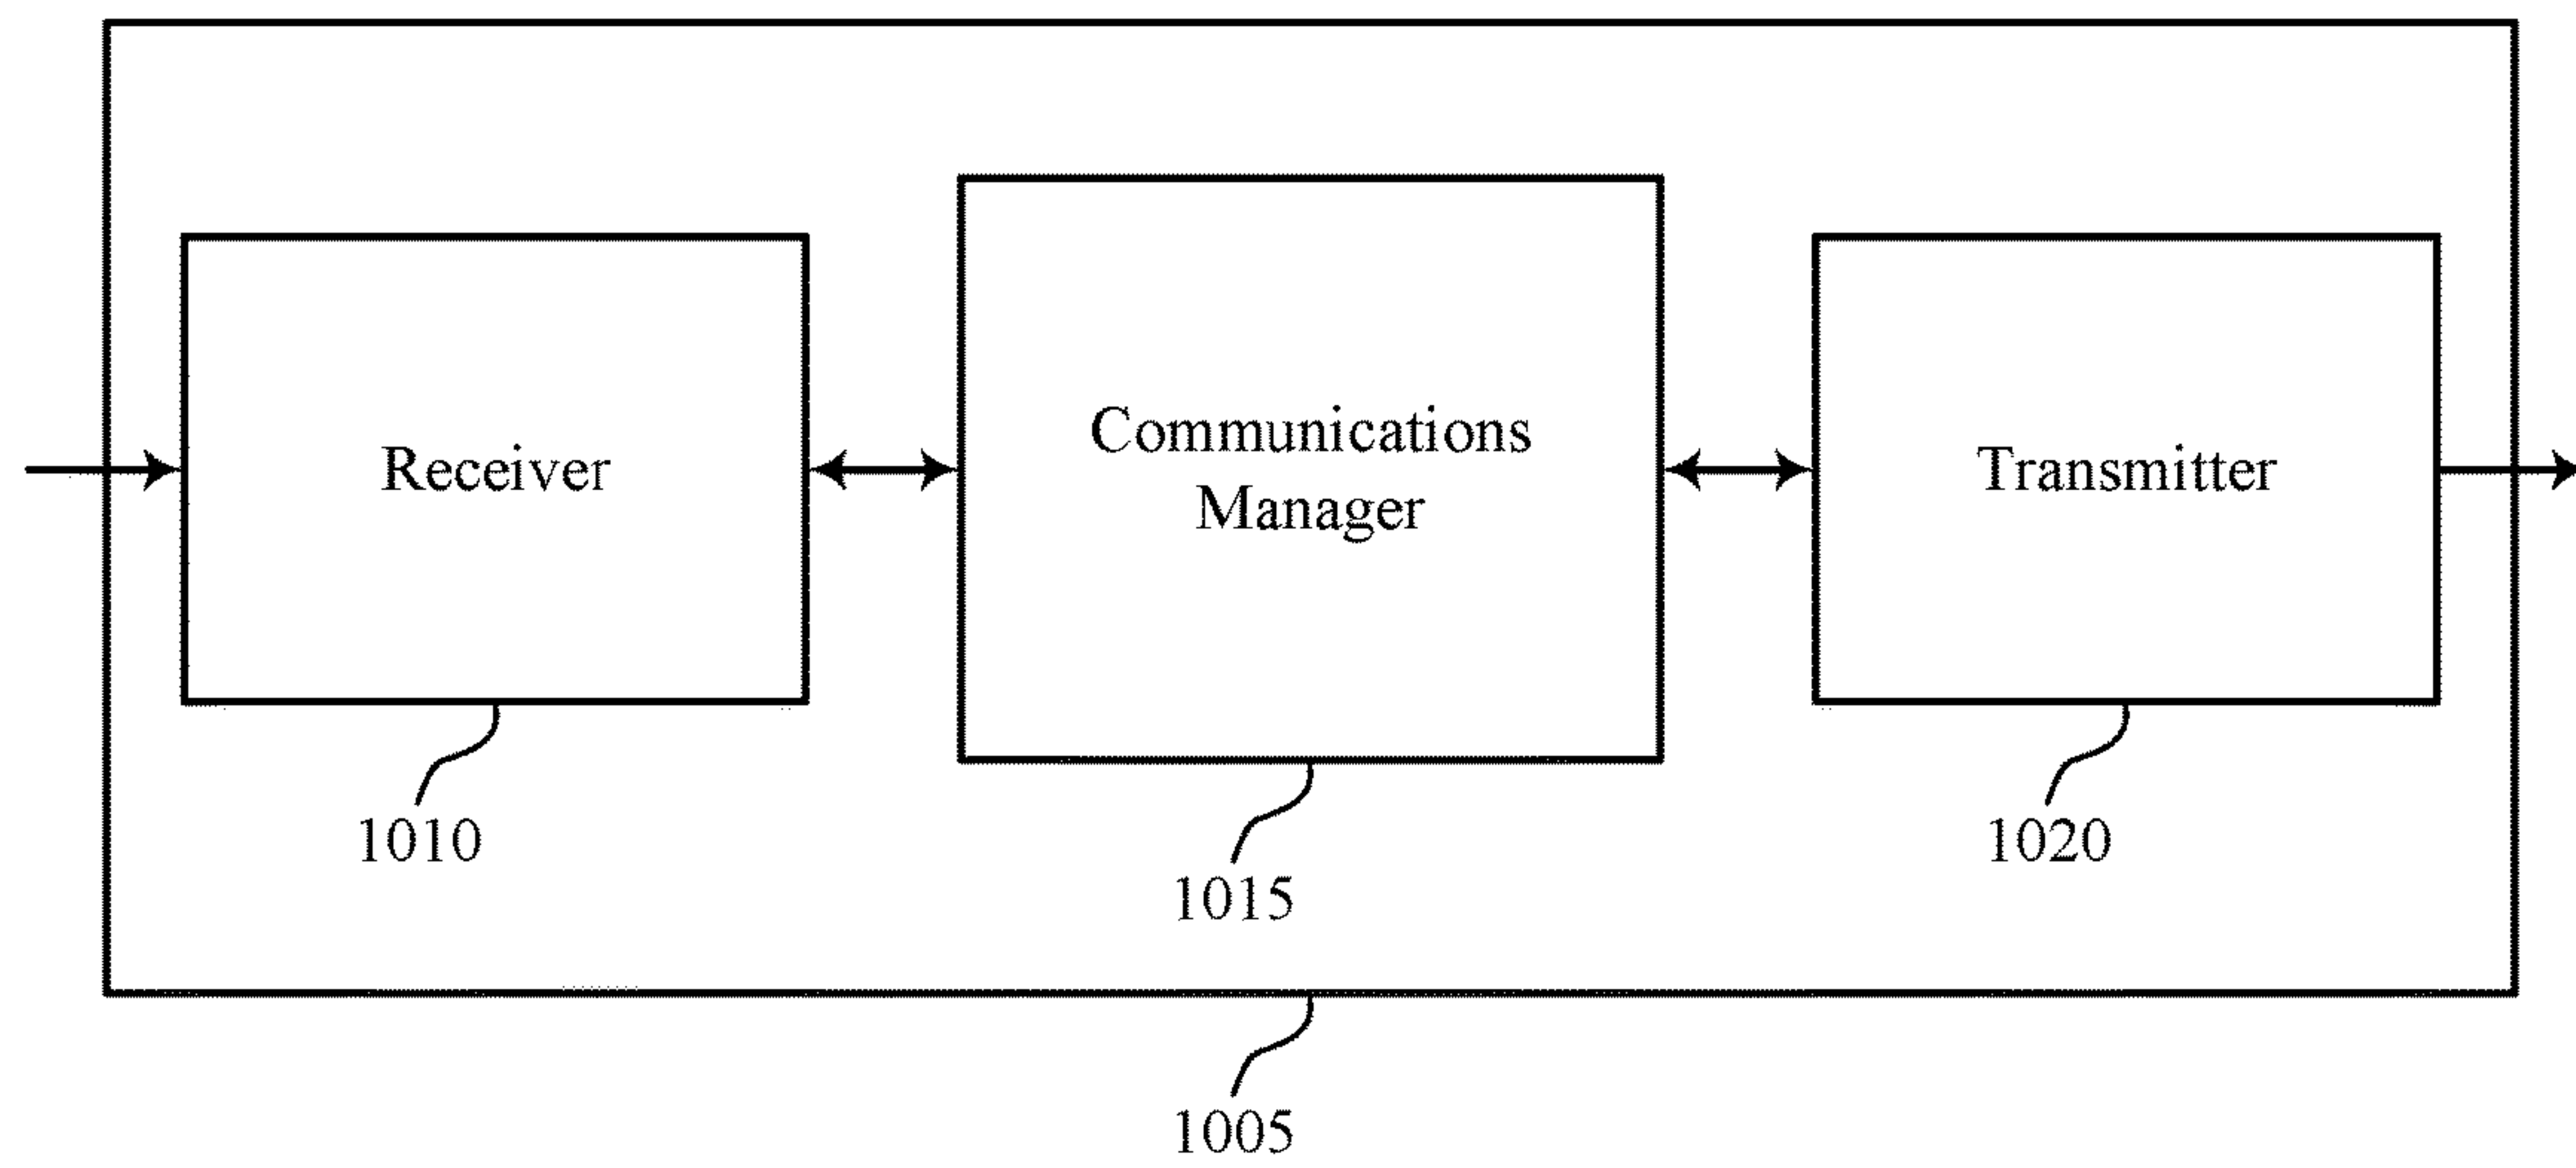 Receiver
Communications
Manager
Transmitter
1010
1015
1020
1005